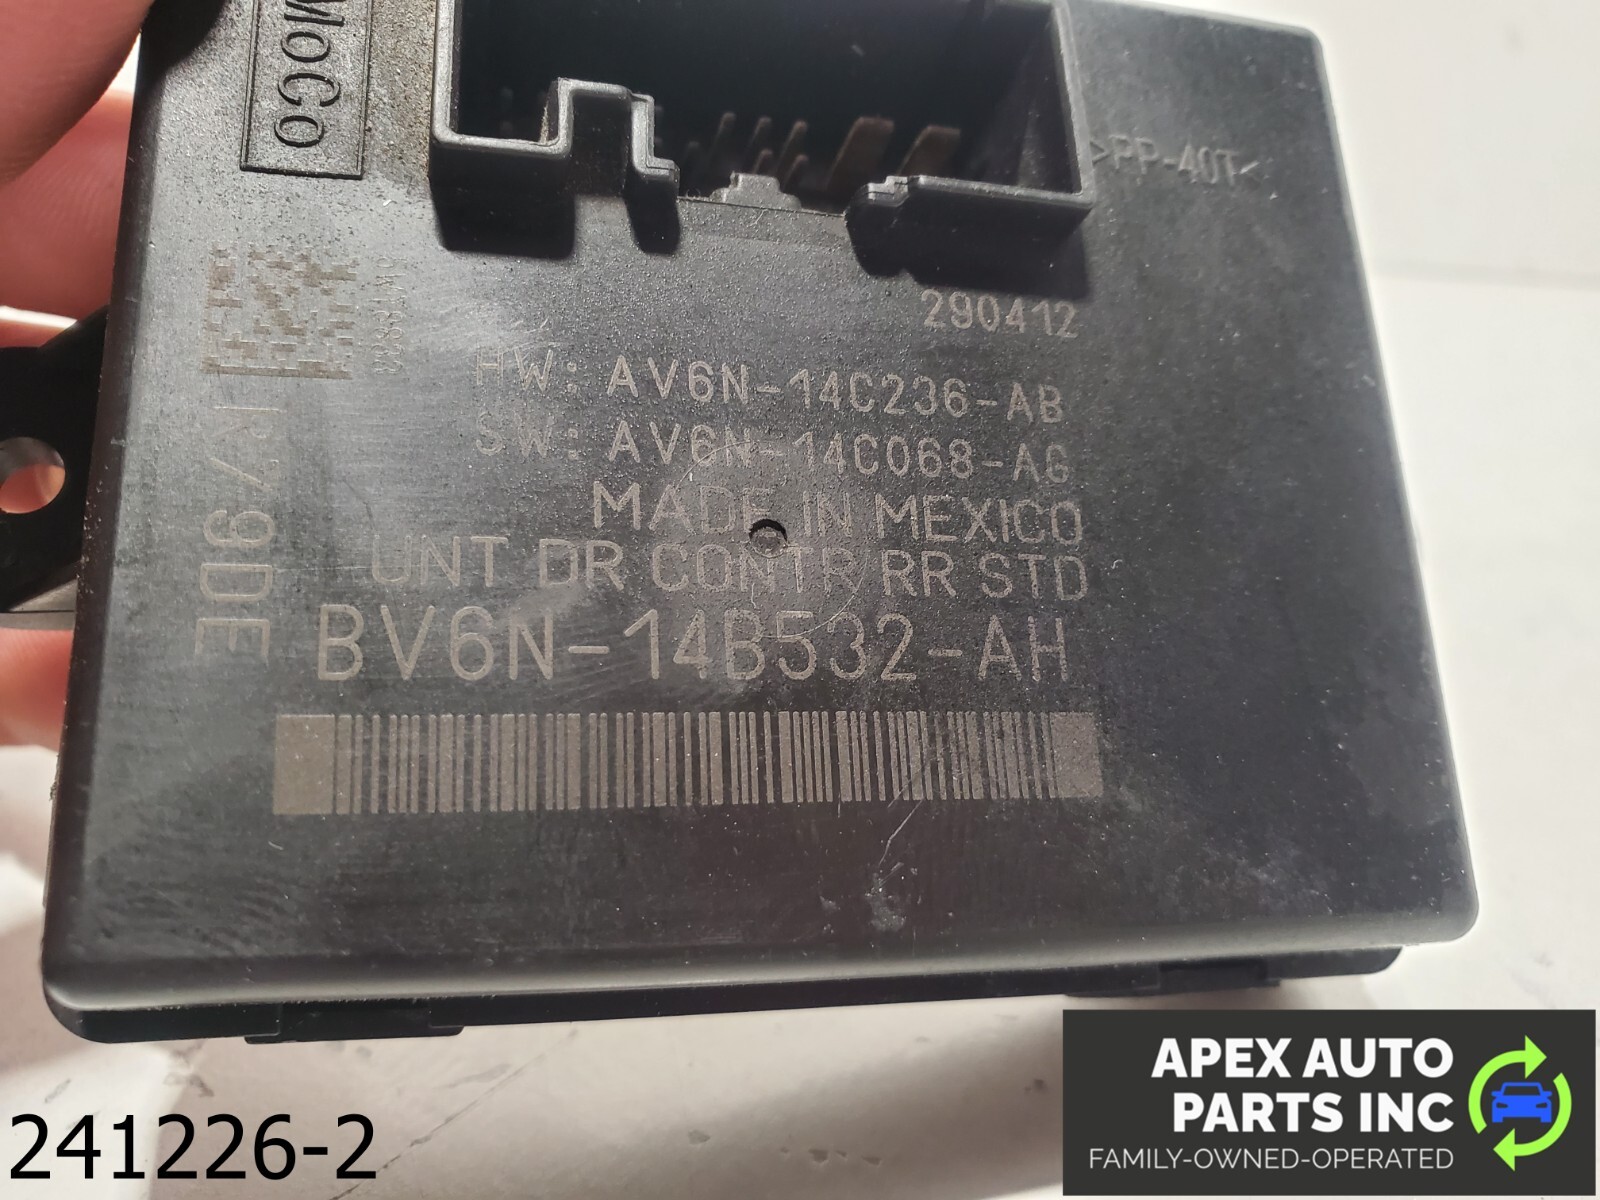 MoCo
>PP-40T<
290412
HW: AV6N-14C236-AB
SW: AV6N-14C068-AG
MADE IN MEXICO
UNT DR CONTR RR STD
BV6N-14B532-AH
K2/9DE
241226-2
APEX AUTO
PARTS INC
FAMILY-OWNED-OPERATED